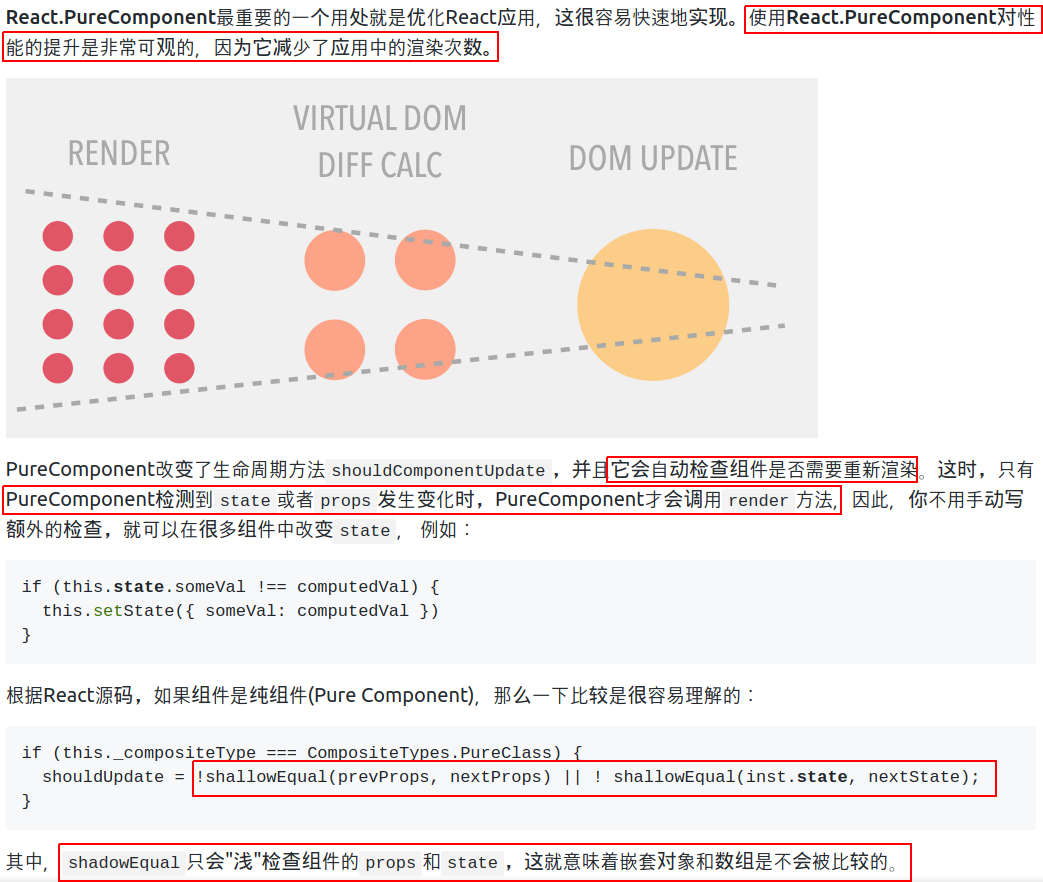 React.PureComponent最重要的一个用处就是优化React应用，这很容易快速地实现。使用React.PureComponent对性
能的提升是非常可观的，因为它减少了应用中的渲染次数。
RENDER
VIRTUAL DOM
DIFF CALC
DOM UPDATE
PureComponent改变了生命周期方法 shouldComponentUpdate ，并且它会自动检查组件是否需要重新渲染。这时，只有
PureComponent检测到 state 或者 props 发生变化时，PureComponent才会调用 render 方法，因此，你不用手动写
额外的检查，就可以在很多组件中改变 state ， 例如：
if (this.state.someVal !== computedVal) {
  this.setState({ someVal: computedVal })
}
根据React源码，如果组件是纯组件(Pure Component)，那么一下比较是很容易理解的：
if (this._compositeType === CompositeTypes.PureClass) {
  shouldUpdate = !shallowEqual(prevProps, nextProps) || ! shallowEqual(inst.state, nextState);
}
其中，shadowEqual 只会"浅"检查组件的 props 和 state ，这就意味着嵌套对象和数组是不会被比较的。